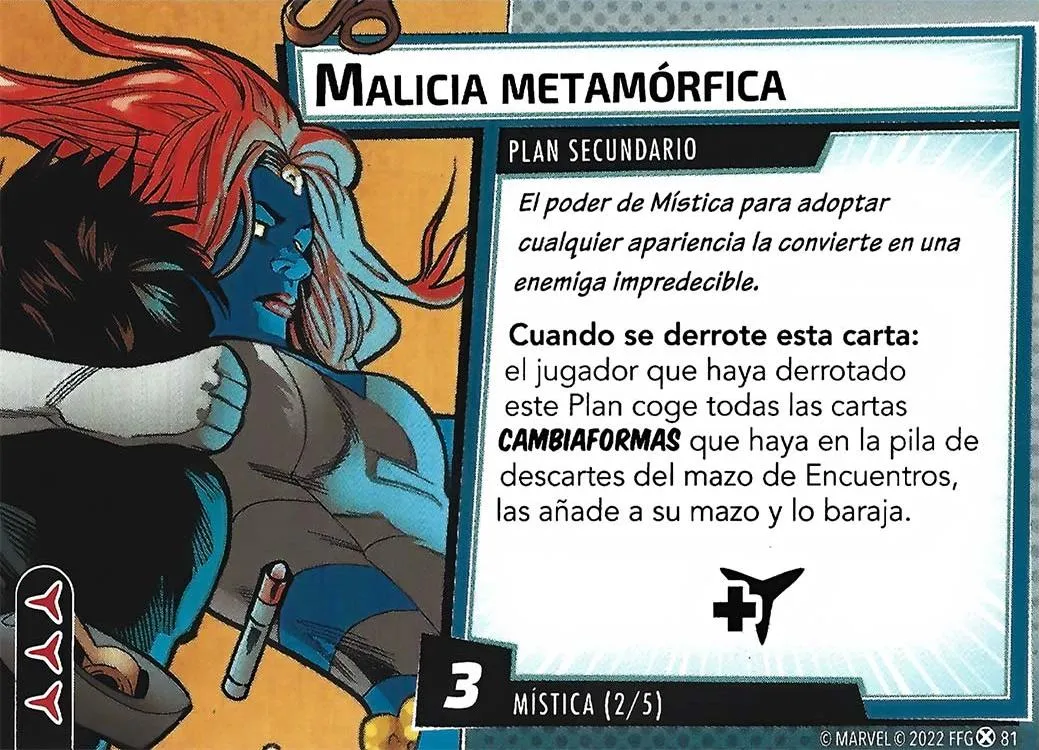 MALICIA METAMÓRFICA
PLAN SECUNDARIO
El poder de Mística para adoptar
cualquier apariencia la convierte en una
enemiga impredecible.
Cuando se derrote esta carta:
el jugador que haya derrotado
este Plan coge todas las cartas
CAMBIAFORMAS que haya en la pila de
descartes del mazo de Encuentros,
las añade a su mazo y lo baraja.
3
MÍSTICA (2/5)
© MARVEL © 2022 FFG 81